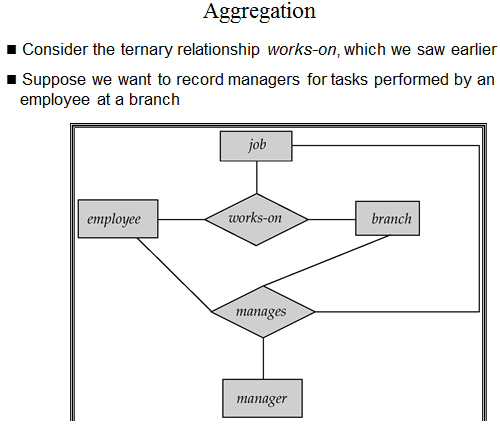 Aggregation
■ Consider the ternary relationship works-on, which we saw earlier
■ Suppose we want to record managers for tasks performed by an
employee at a branch
job
employee
works-on
branch
manages
manager